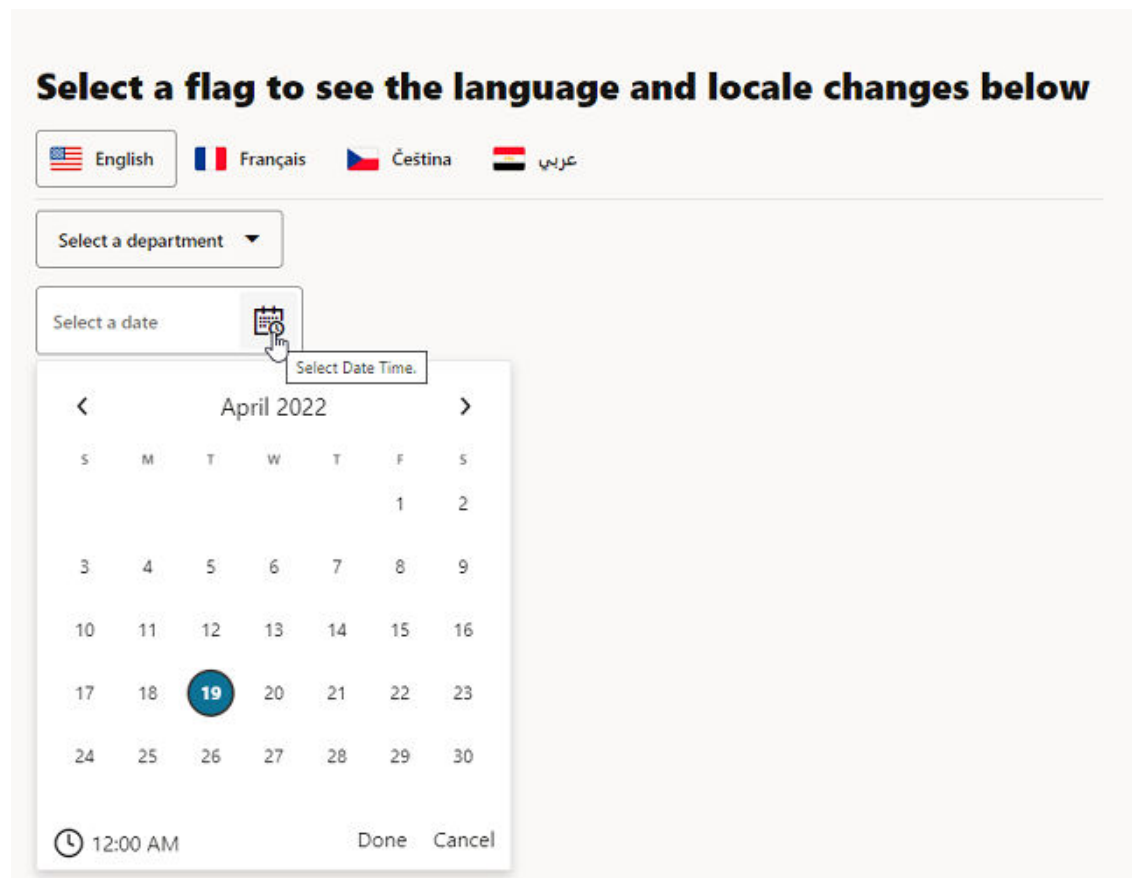 Select a flag to see the language and locale changes below
English Français Čeština عربي
Select a department
Select a date
Select Date Time.
April 2022
S M T W T F S
1 2
3 4 5 6 7 8 9
10 11 12 13 14 15 16
17 18 19 20 21 22 23
24 25 26 27 28 29 30
12:00 AM Done Cancel